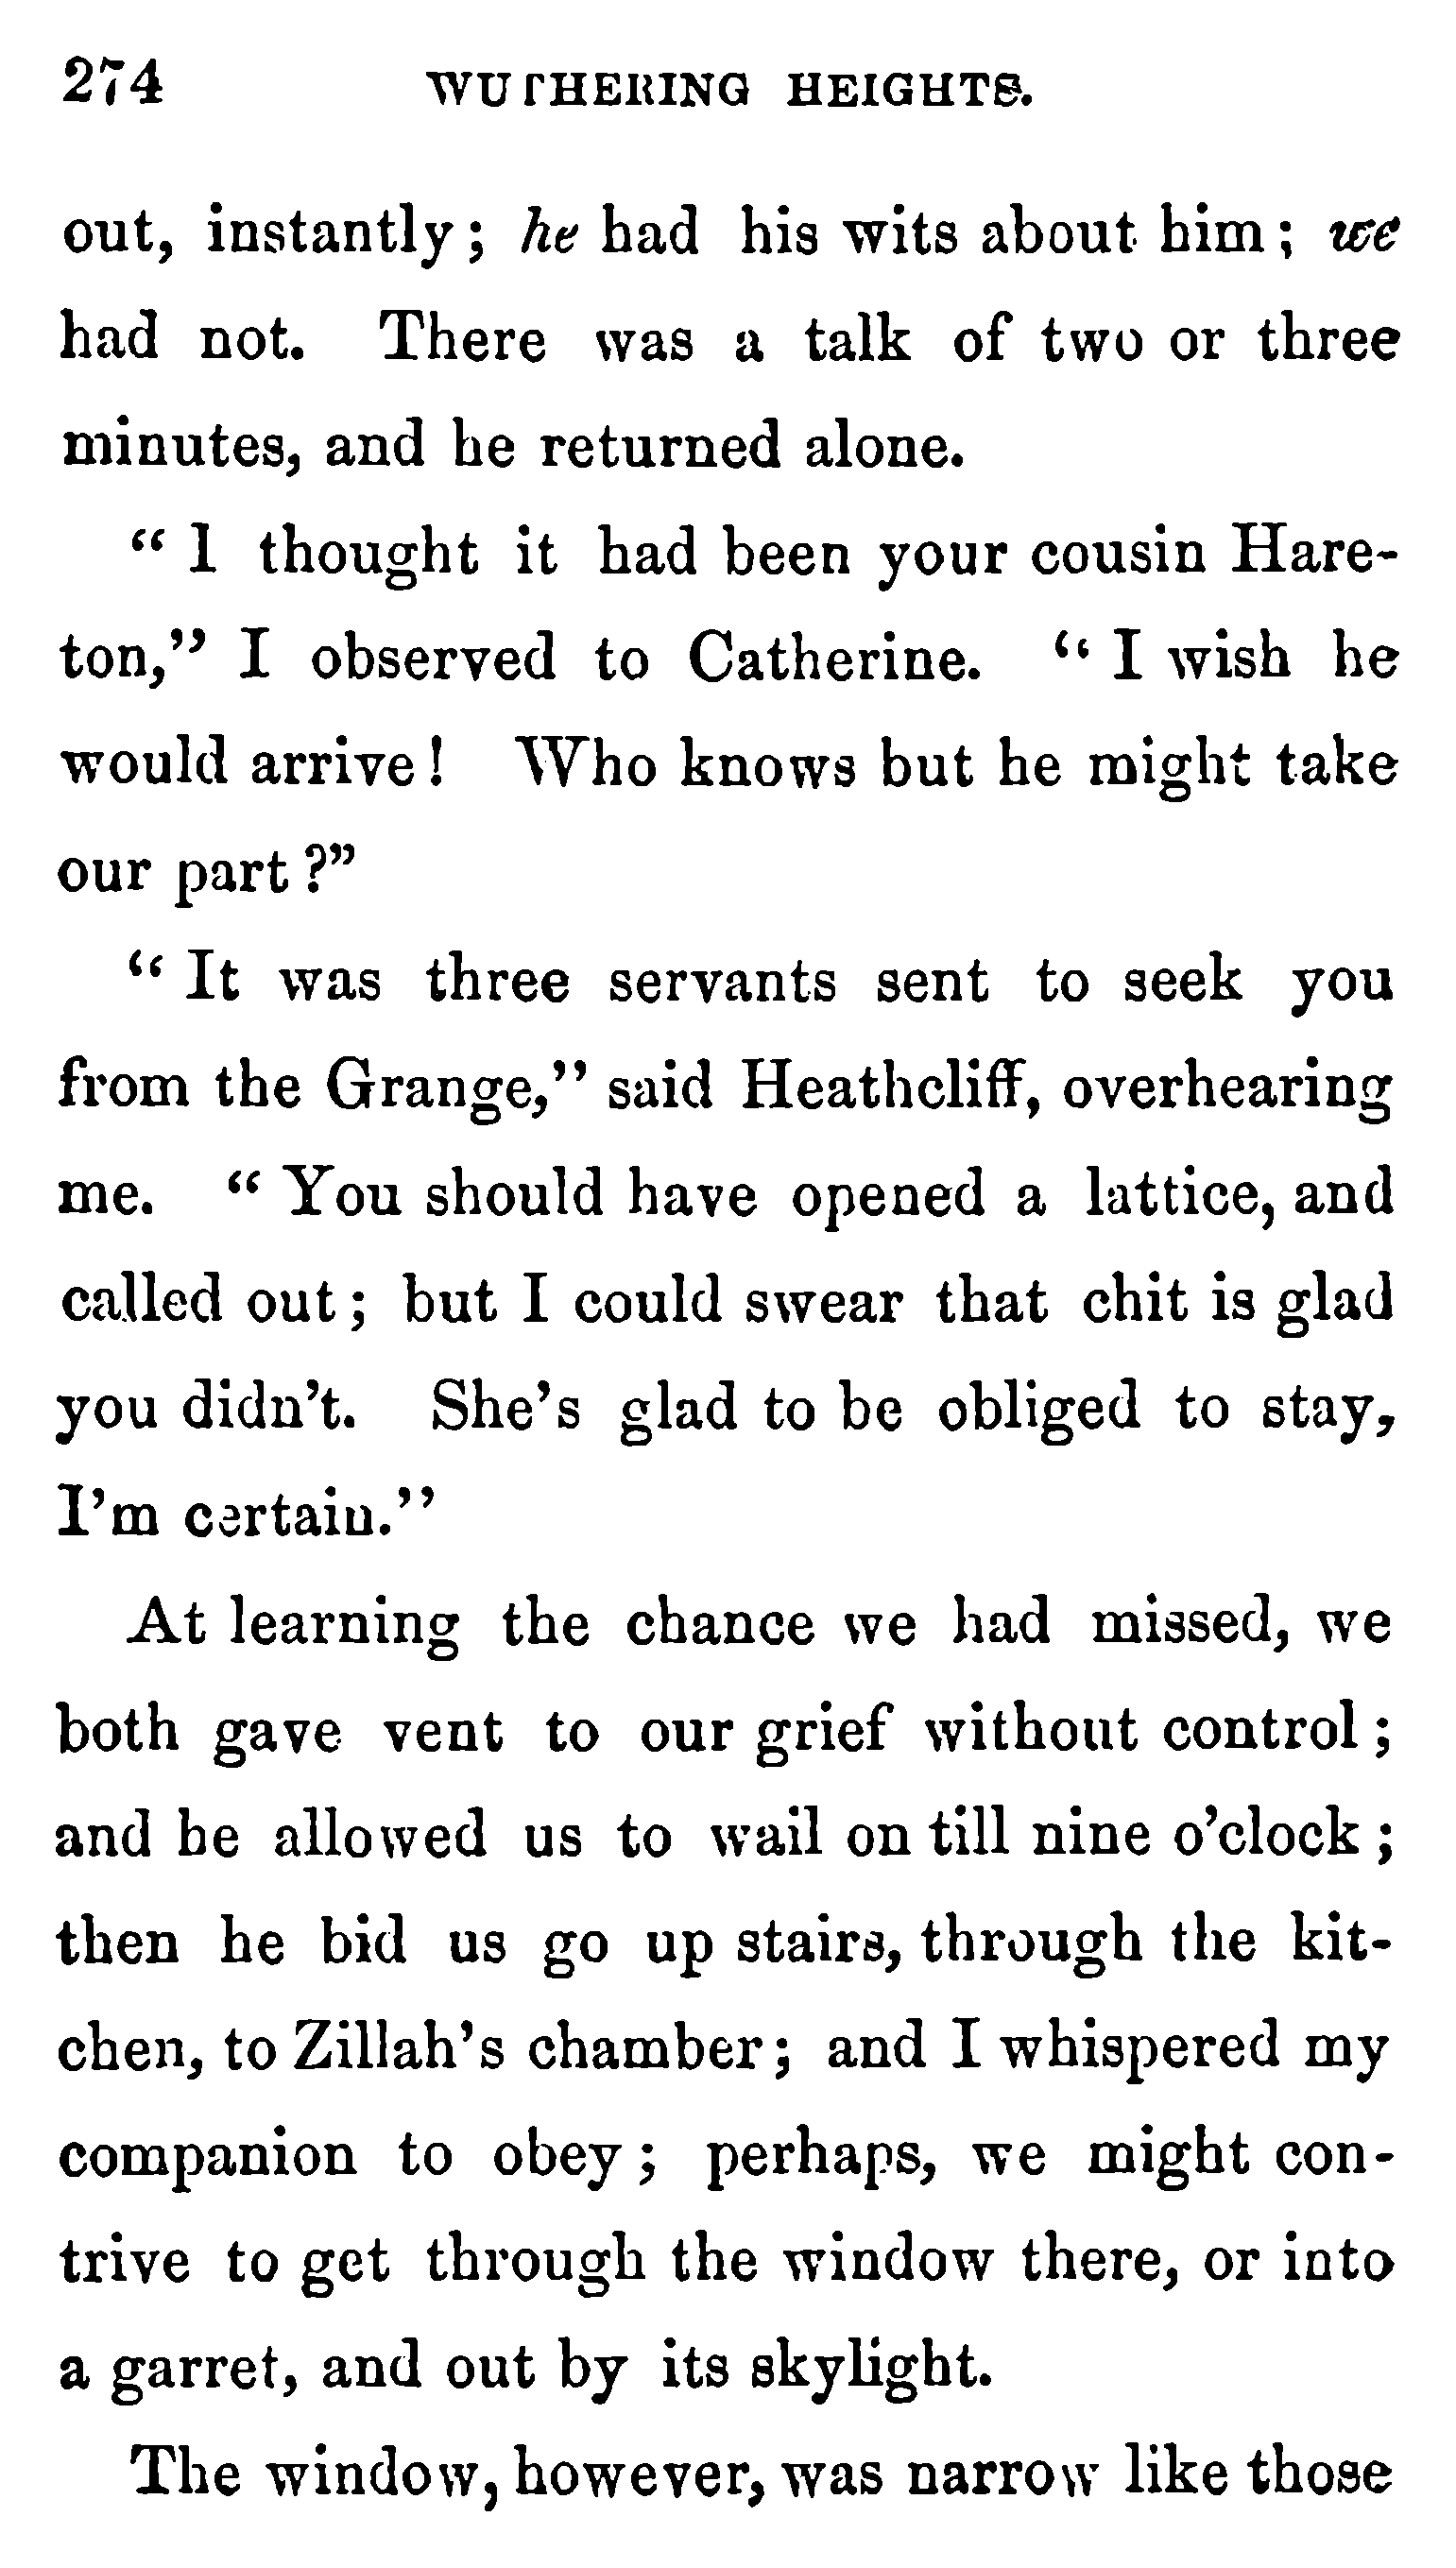 274 WUTHERING HEIGHTS.
out, instantly; he had his wits about him; we
had not. There was a talk of two or three
minutes, and he returned alone.
"I thought it had been your cousin Hare-
ton," I observed to Catherine. "I wish he
would arrive! Who knows but he might take
our part?"
"It was three servants sent to seek you
from the Grange," said Heathcliff, overhearing
me. "You should have opened a lattice, and
called out; but I could swear that chit is glad
you didn't. She's glad to be obliged to stay,
I'm certain."
At learning the chance we had missed, we
both gave vent to our grief without control;
and he allowed us to wail on till nine o'clock;
then he bid us go up stairs, through the kit-
chen, to Zillah's chamber; and I whispered my
companion to obey; perhaps, we might con-
trive to get through the window there, or into
a garret, and out by its skylight.
The window, however, was narrow like those